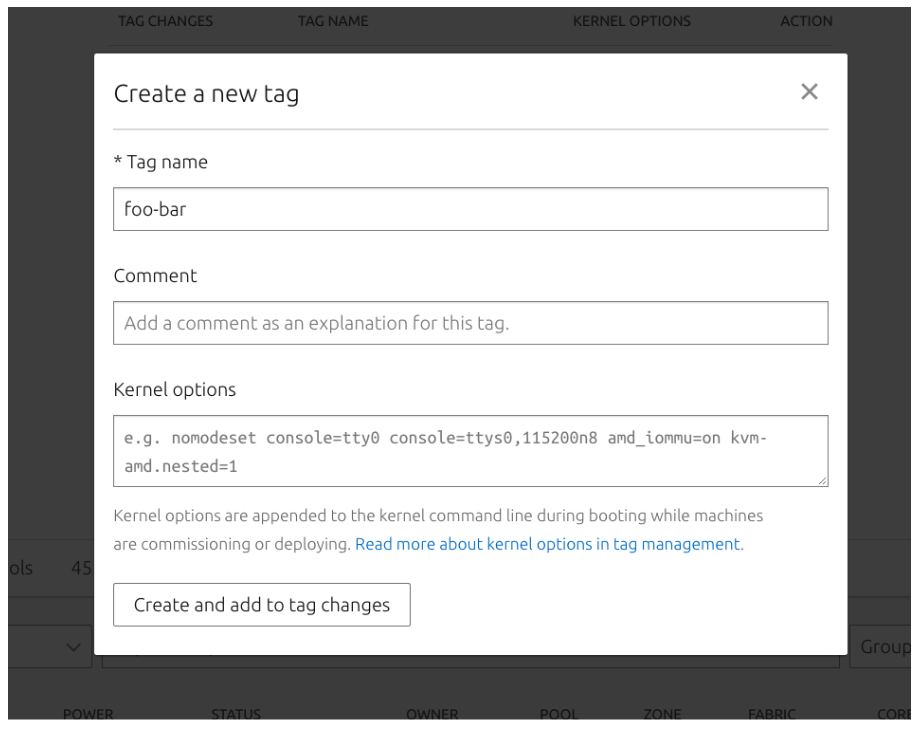 TAG CHANGES TAG NAME KERNEL OPTIONS ACTION
Create a new tag
* Tag name
foo-bar
Comment
Add a comment as an explanation for this tag.
Kernel options
e.g. nomodeset console=tty0 console=ttys0,115200n8 amd_iommu=on kvm-
amd.nested=1
Kernel options are appended to the kernel command line during booting while machines
are commissioning or deploying. Read more about kernel options in tag management.
ols 45
Create and add to tag changes
Group
POWER STATUS OWNER POOL ZONE FABRIC CORE